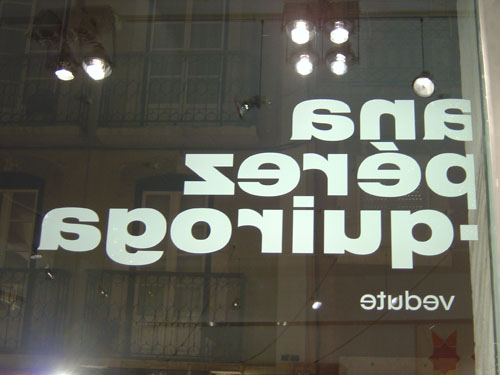 ana
pérez
-quiroga
vedute